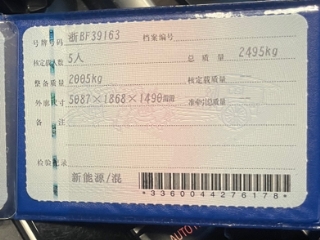 号牌号码 浙BF39163 档案编号
核定载人数 5人 总质量 2495kg
整备质量 2005kg 核定载质量
外廓尺寸 5087×1868×1490mm 准牵引总质量
备注
检验记录
新能源/混
*3360044276178*
AUTO